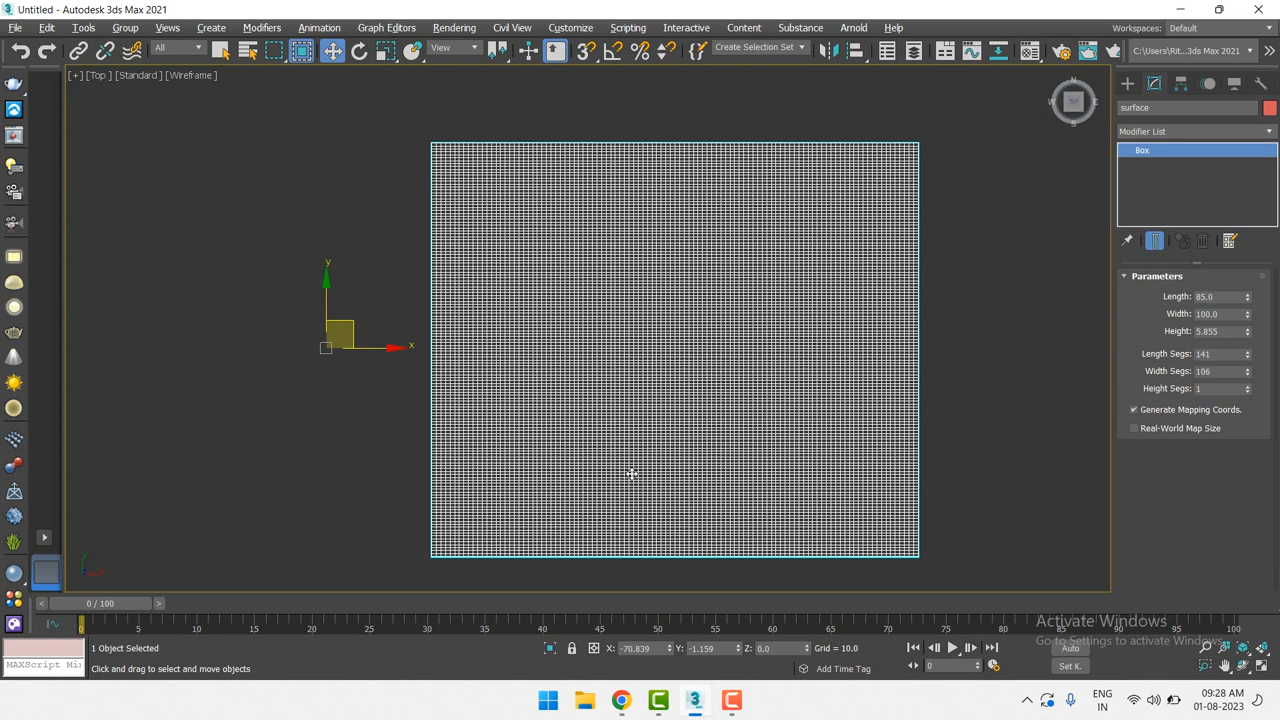 Untitled - Autodesk 3ds Max 2021
File Edit Tools Group Views Create Modifiers Animation Graph Editors Rendering Civil View Customize Scripting Interactive Content Substance Arnold Help
Workspaces: Default
All View Create Selection Set C:\Users\Rit...3ds Max 2021
[+] [Top ] [Standard ] [Wireframe ]
N
W E
S
surface
Modifier List
Box
y
x
Parameters
Length: 85.0
Width: 100.0
Height: 5.855
Length Segs: 141
Width Segs: 106
Height Segs: 1
Generate Mapping Coords.
Real-World Map Size
0 / 100
0 5 10 15 20 25 30 35 40 45 50 55 60 65 70 75 80 85 90 95 100
Activate Windows
Go to Settings to activate Windows.
1 Object Selected X: -70.839 Y: -1.159 Z: 0.0 Grid = 10.0 Auto
MAXScript Mi Click and drag to select and move objects Add Time Tag 0 Set K.
ENG 09:28 AM
IN 01-08-2023